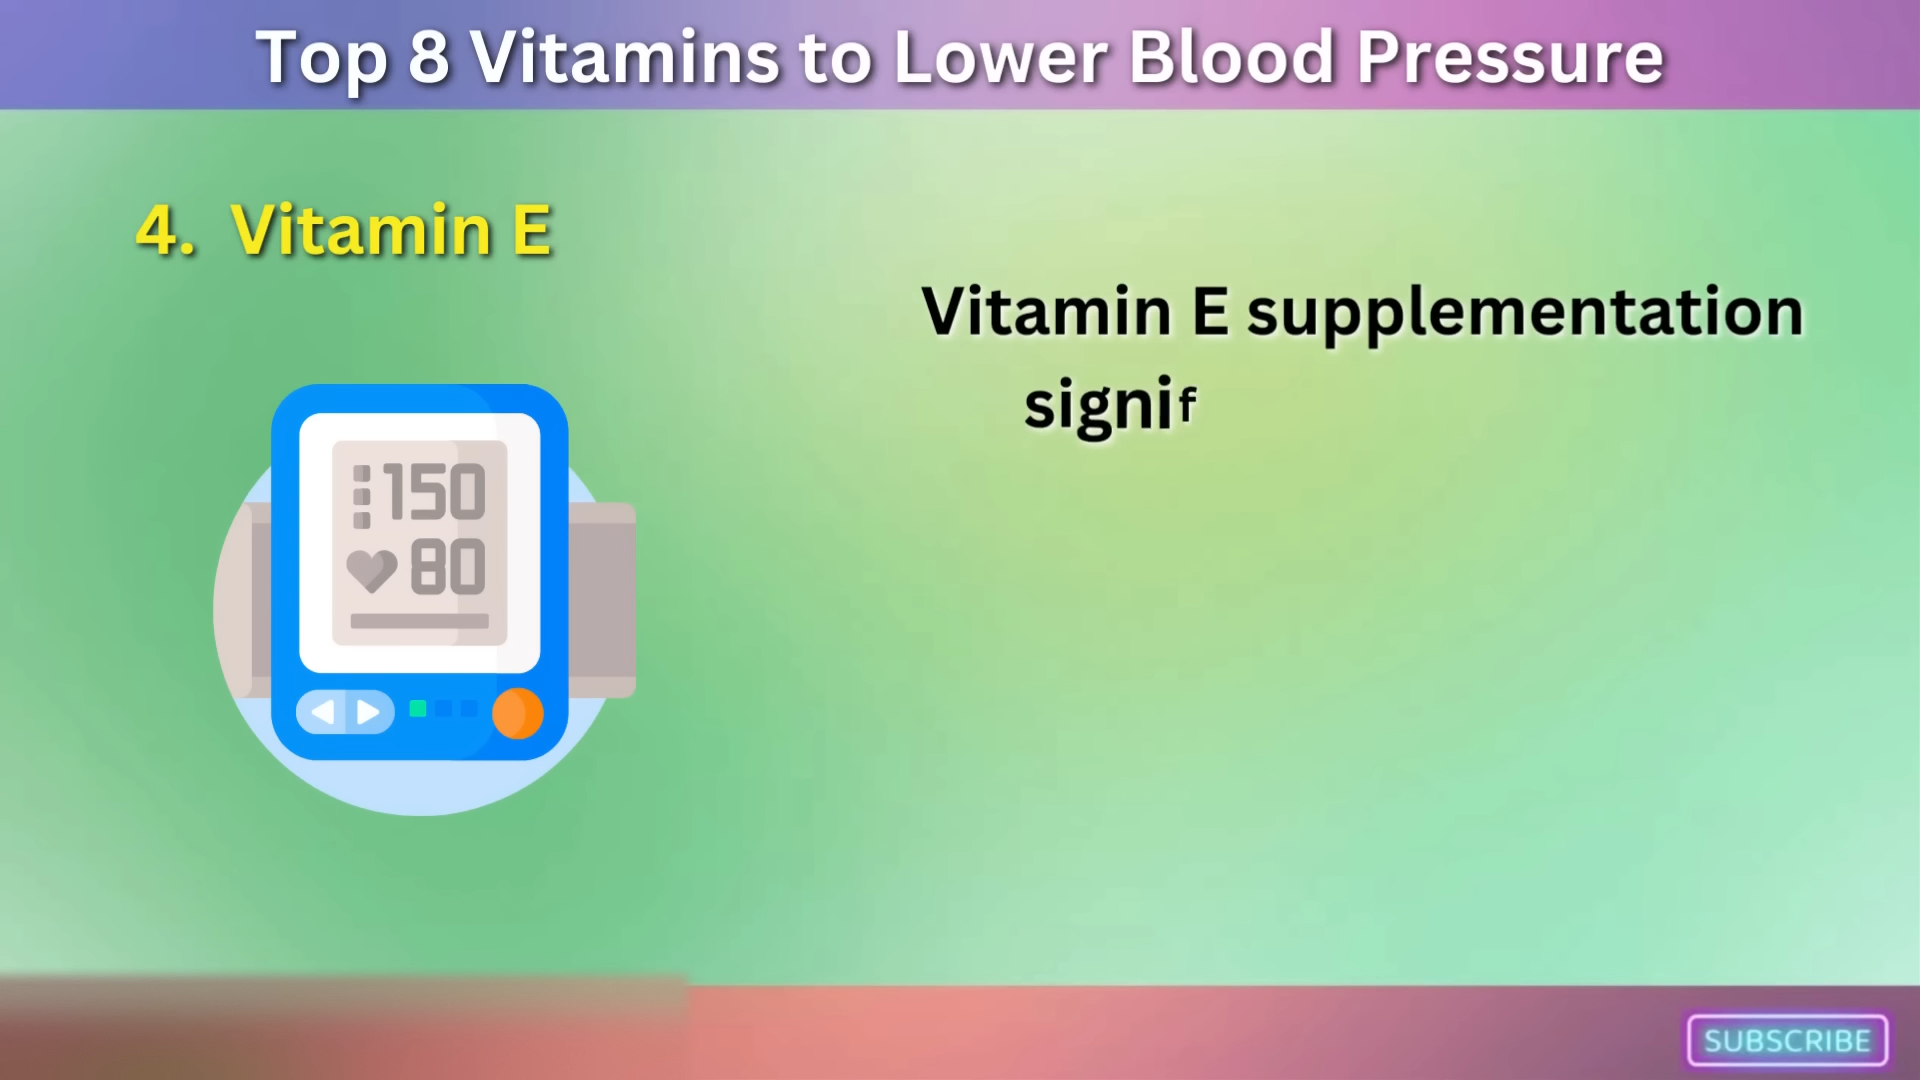 Top 8 Vitamins to Lower Blood Pressure
4. Vitamin E
Vitamin E supplementation
signif
150
80
SUBSCRIBE